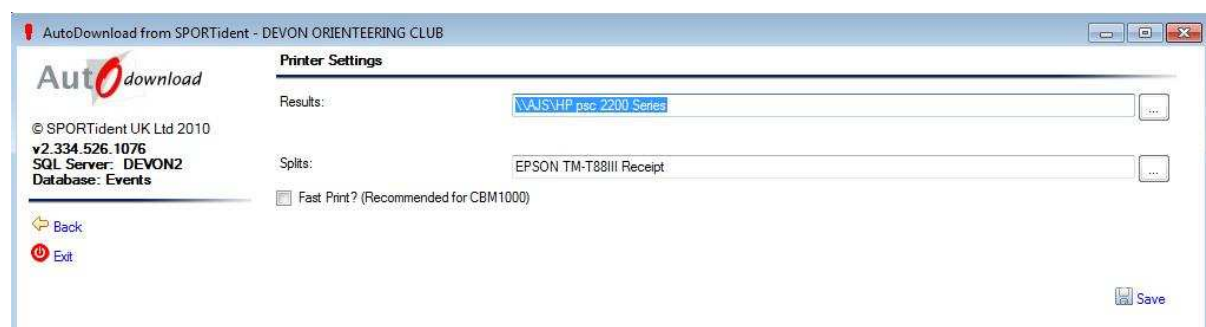 AutoDownload from SPORTident - DEVON ORIENTEERING CLUB
AutOdownload
© SPORTident UK Ltd 2010
v2.334.526.1076
SQL Server: DEVON2
Database: Events
Back
Exit
Printer Settings
Results: \\AJS\HP psc 2200 Series ...
Splits: EPSON TM-T88III Receipt ...
Fast Print? (Recommended for CBM1000)
Save